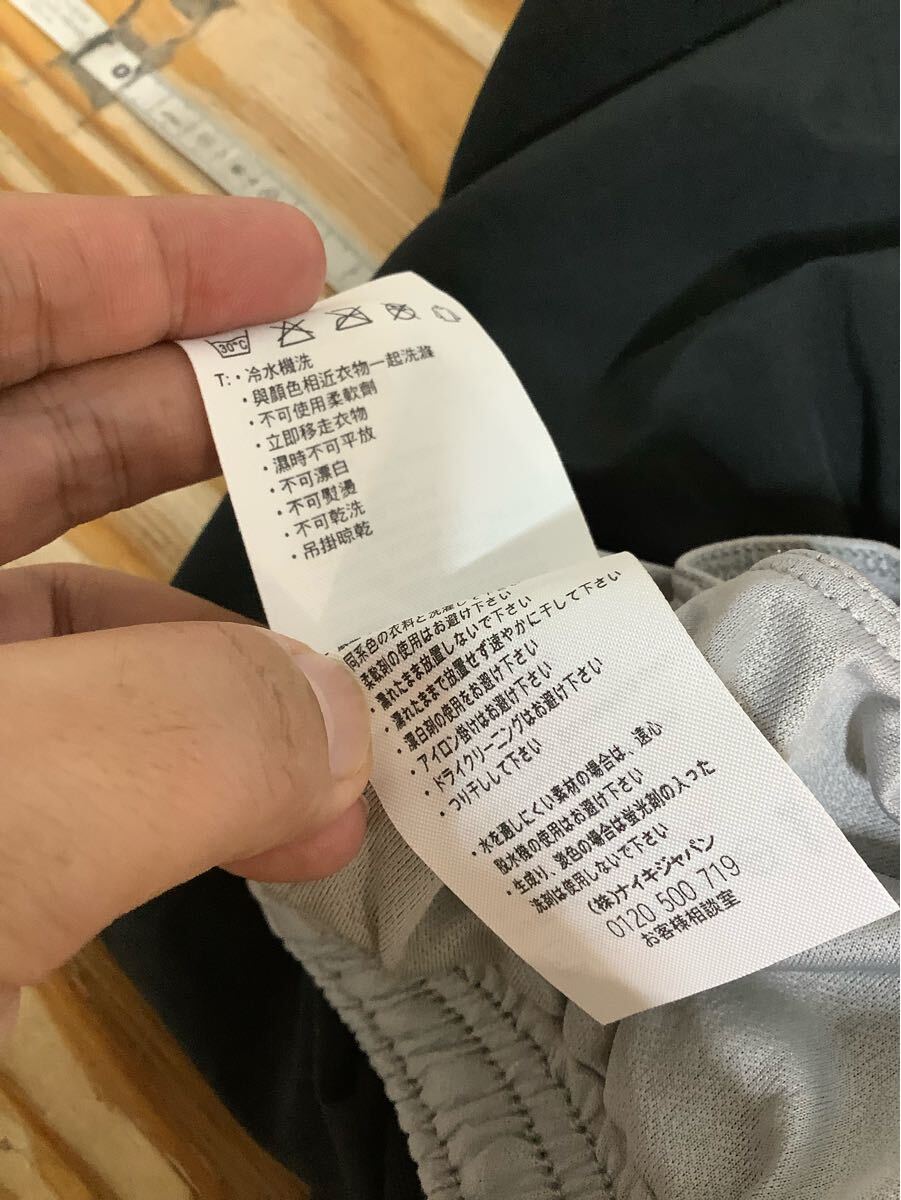 30°C
T:・冷水機洗
・與顏色相近衣物一起洗滌
・不可使用柔軟劑
・立即移走衣物
・濕時不可平放
・不可漂白
・不可熨燙
・不可乾洗
・吊掛晾乾
同系色の衣料と洗濯して下さい
柔軟剤の使用はお避け下さい
・濡れたまま放置しないで下さい
・濡れたままで放置せず速やかに干して下さい
・漂白剤の使用をお避け下さい
・アイロン掛けはお避け下さい
・ドライクリーニングはお避け下さい
・つり干しして下さい
・水を通しにくい素材の場合は、遠心
脱水機の使用はお避け下さい
・生成り、淡色の場合は蛍光剤の入った
洗剤は使用しないで下さい
(株)ナイキジャパン
0120 500 719
お客様相談室